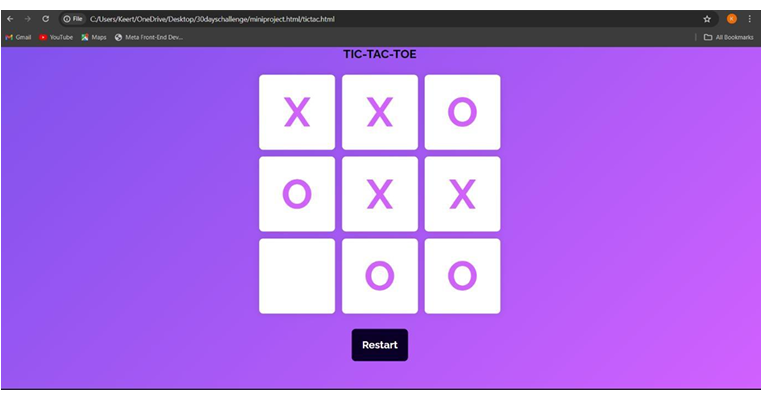 File C:/Users/Keert/OneDrive/Desktop/30dayschallenge/miniproject.html/tictac.html K
Gmail YouTube Maps Meta Front-End Dev... All Bookmarks
TIC-TAC-TOE
X X O
O X X
O O
Restart